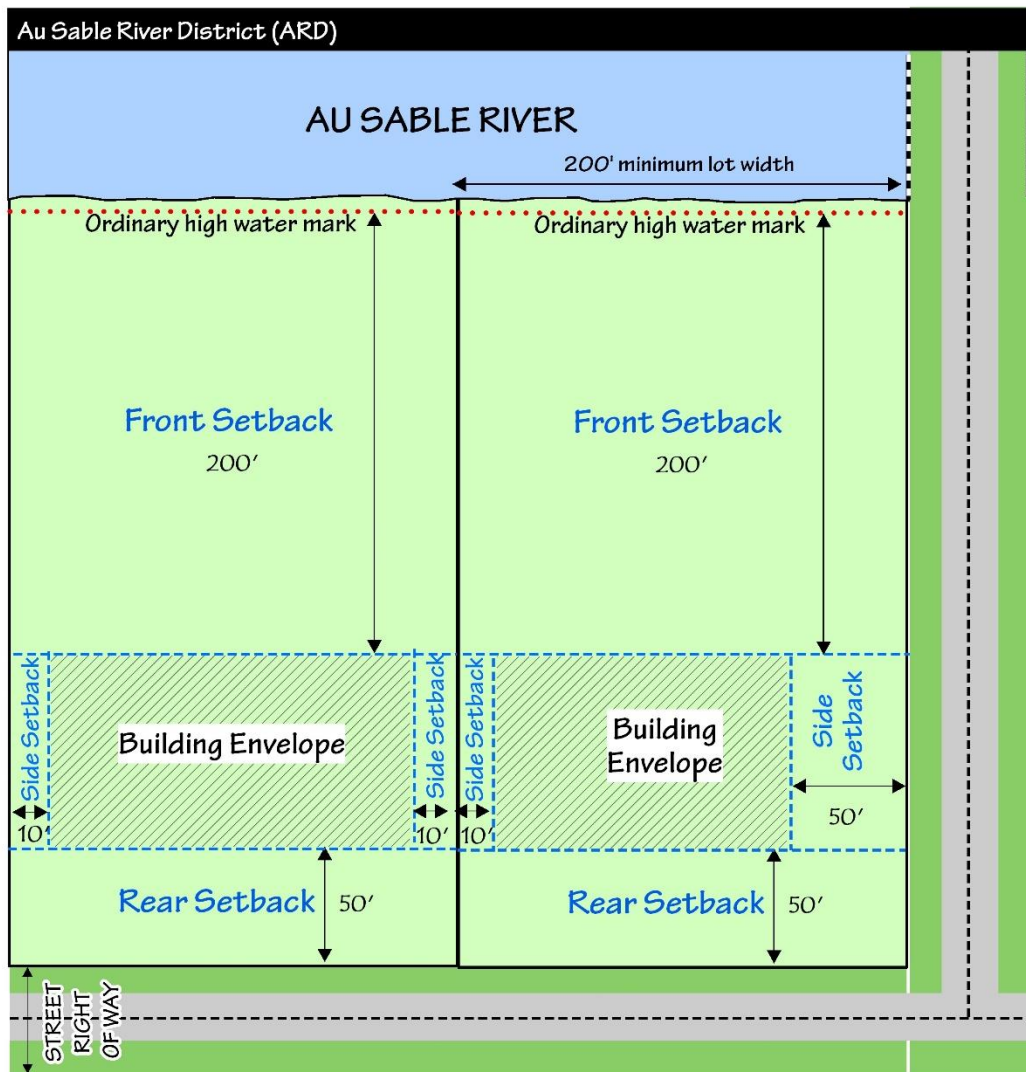 Au Sable River District (ARD)
AU SABLE RIVER
200' minimum lot width
Ordinary high water mark
Ordinary high water mark
Front Setback
200'
Front Setback
200'
Side Setback
10'
Building Envelope
Side Setback
10'
Side Setback
10'
Building
Envelope
Side
Setback
50'
Rear Setback
50'
Rear Setback
50'
STREET
RIGHT
OF WAY